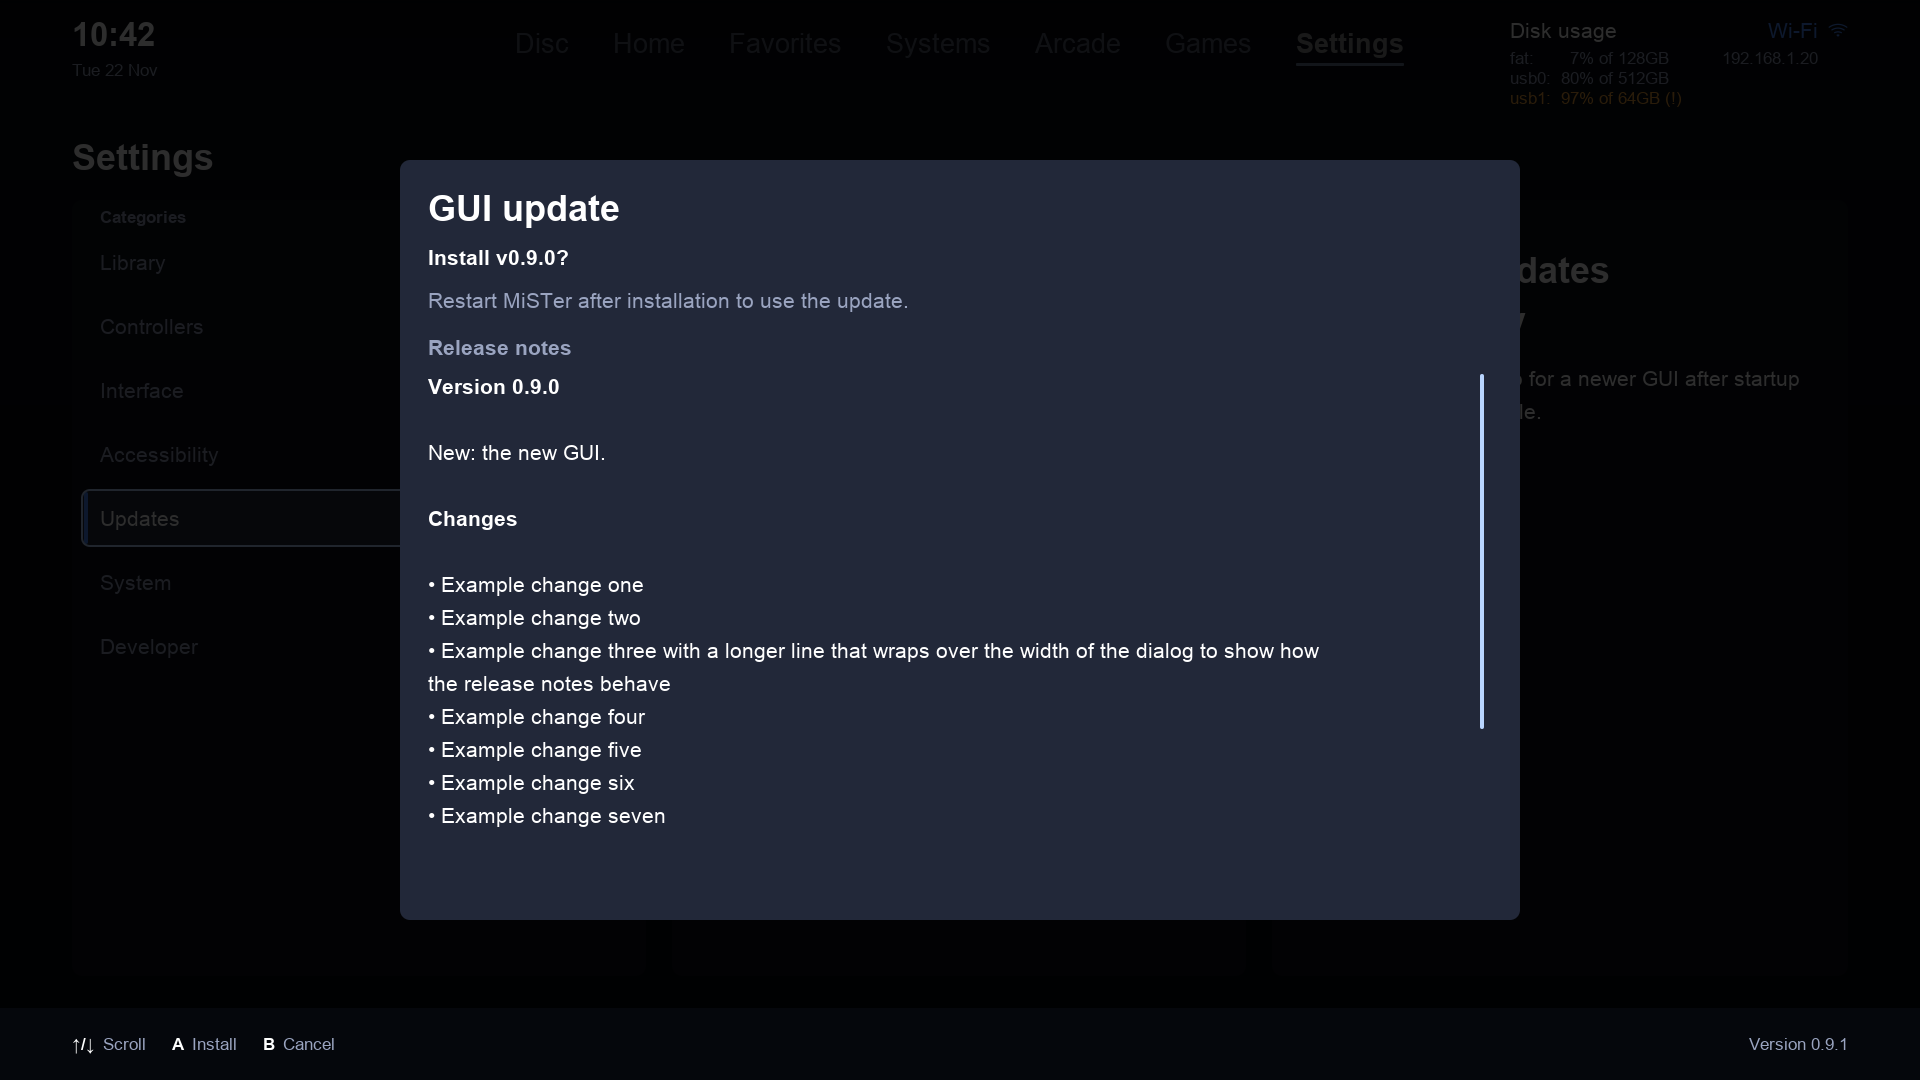 10:42
Tue 22 Nov
Disc Home Favorites Systems Arcade Games Settings
Disk usage
fat: 7% of 128GB
usb0: 80% of 512GB
usb1: 97% of 64GB (!)
Wi-Fi
192.168.1.20
Settings
Categories
Library
Controllers
Interface
Accessibility
Updates
System
Developer
GUI update
Install v0.9.0?
Restart MiSTer after installation to use the update.
Release notes
Version 0.9.0
New: the new GUI.
Changes
• Example change one
• Example change two
• Example change three with a longer line that wraps over the width of the dialog to show how
the release notes behave
• Example change four
• Example change five
• Example change six
• Example change seven
dates
for a newer GUI after startup
↑/↓ Scroll A Install B Cancel
Version 0.9.1